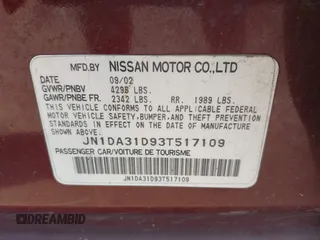 MFD.BY NISSAN MOTOR CO.,LTD
DATE 09/02
GVWR/PNBV 4298 LBS.
GAWR/PNBE FR. 2342 LBS. RR. 1989 LBS.
THIS VEHICLE CONFORMS TO ALL APPLICABLE FEDERAL
MOTOR VEHICLE SAFETY,BUMPER,AND THEFT PREVENTION
STANDARDS IN EFFECT ON THE DATE OF
MANUFACTURE SHOWN ABOVE.
JN1DA31D93T517109
PASSENGER CAR/VOITURE DE TOURISME
JN1DA31D93T517109
DREAMBID